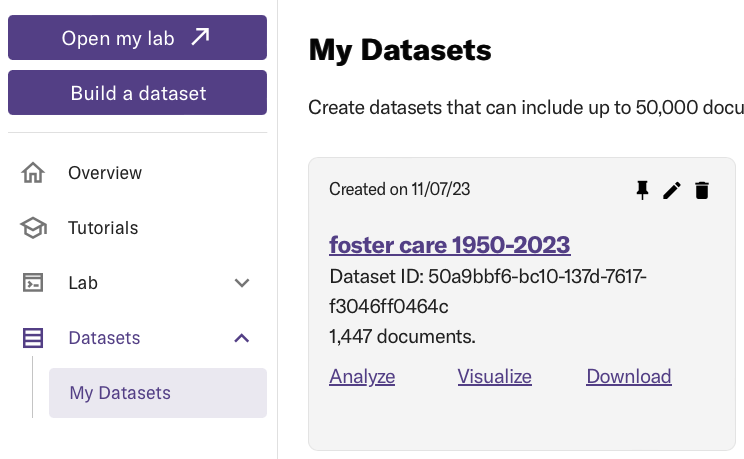 Open my lab
Build a dataset
Overview
Tutorials
Lab
Datasets
My Datasets
My Datasets
Create datasets that can include up to 50,000 docu
Created on 11/07/23
foster care 1950-2023
Dataset ID: 50a9bbf6-bc10-137d-7617-
f3046ff0464c
1,447 documents.
Analyze Visualize Download